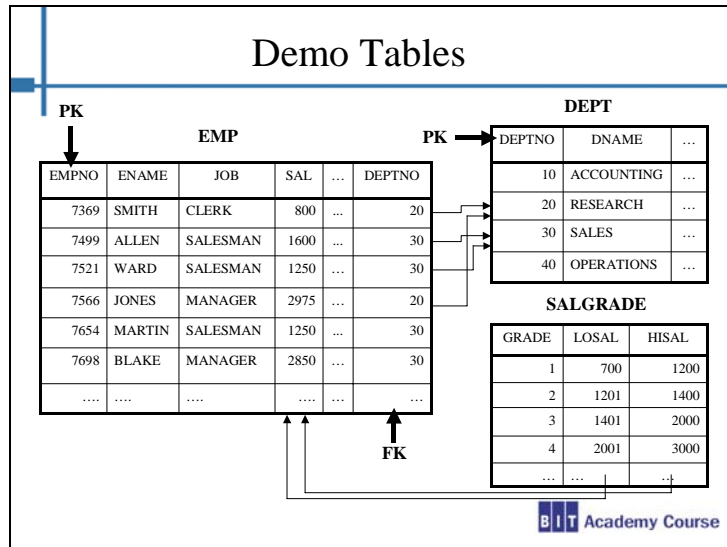 Demo Tables
PK
EMP
EMPNO ENAME JOB SAL … DEPTNO
7369 SMITH CLERK 800 ... 20
7499 ALLEN SALESMAN 1600 ... 30
7521 WARD SALESMAN 1250 … 30
7566 JONES MANAGER 2975 … 20
7654 MARTIN SALESMAN 1250 ... 30
7698 BLAKE MANAGER 2850 … 30
…. …. …. …. … …
FK
DEPT
PK
DEPTNO DNAME …
10 ACCOUNTING …
20 RESEARCH …
30 SALES …
40 OPERATIONS …
SALGRADE
GRADE LOSAL HISAL
1 700 1200
2 1201 1400
3 1401 2000
4 2001 3000
… … …
BIT Academy Course